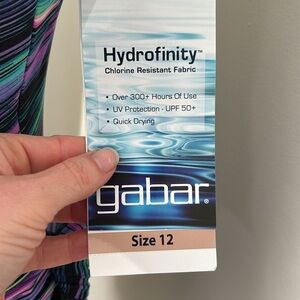 Hydrofinity™
Chlorine Resistant Fabric
• Over 300+ Hours Of Use
• UV Protection - UPF 50+
• Quick Drying
gabar®
Size 12